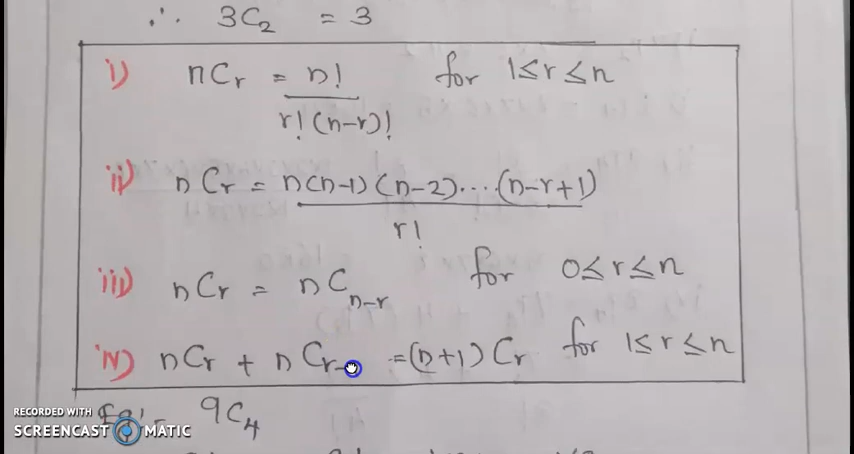 ∴ 3C₂ = 3
i) nCr = n! / r!(n-r)! for 1≤r≤n
ii) nCr = n(n-1)(n-2)...(n-r+1) / r!
iii) nCr = nCn-r for 0≤r≤n
iv) nCr + nCr- =(n+1)Cr for 1≤r≤n
9C₄
RECORDED WITH
SCREENCAST MATIC